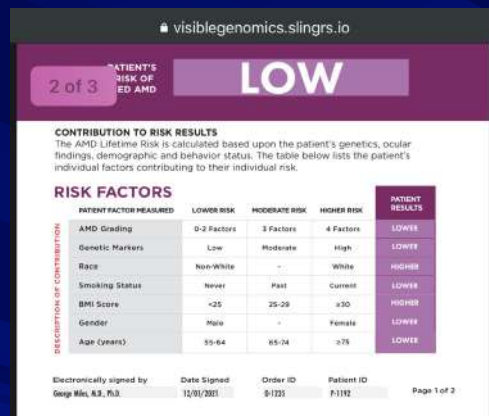 visiblegenomics.slingrs.io
2 of 3
PATIENT'S
RISK OF
ED AMD
LOW
CONTRIBUTION TO RISK RESULTS
The AMD Lifetime Risk is calculated based upon the patient's genetics, ocular
findings, demographic and behavior status. The table below lists the patient's
individual factors contributing to their individual risk.
RISK FACTORS
DESCRIPTION OF CONTRIBUTION
PATIENT FACTOR MEASURED LOWER RISK MODERATE RISK HIGHER RISK PATIENT RESULTS
AMD Grading 0-2 Factors 3 Factors 4 Factors LOWER
Genetic Markers Low Moderate High LOWER
Race Non-White - White HIGHER
Smoking Status Never Past Current LOWER
BMI Score <25 25-29 ≥30 HIGHER
Gender Male - Female LOWER
Age (years) 55-64 65-74 ≥75 LOWER
Electronically signed by Date Signed Order ID Patient ID
George Miles, M.D., Ph.D. 12/01/2021 O-1235 P-1192 Page 1 of 2